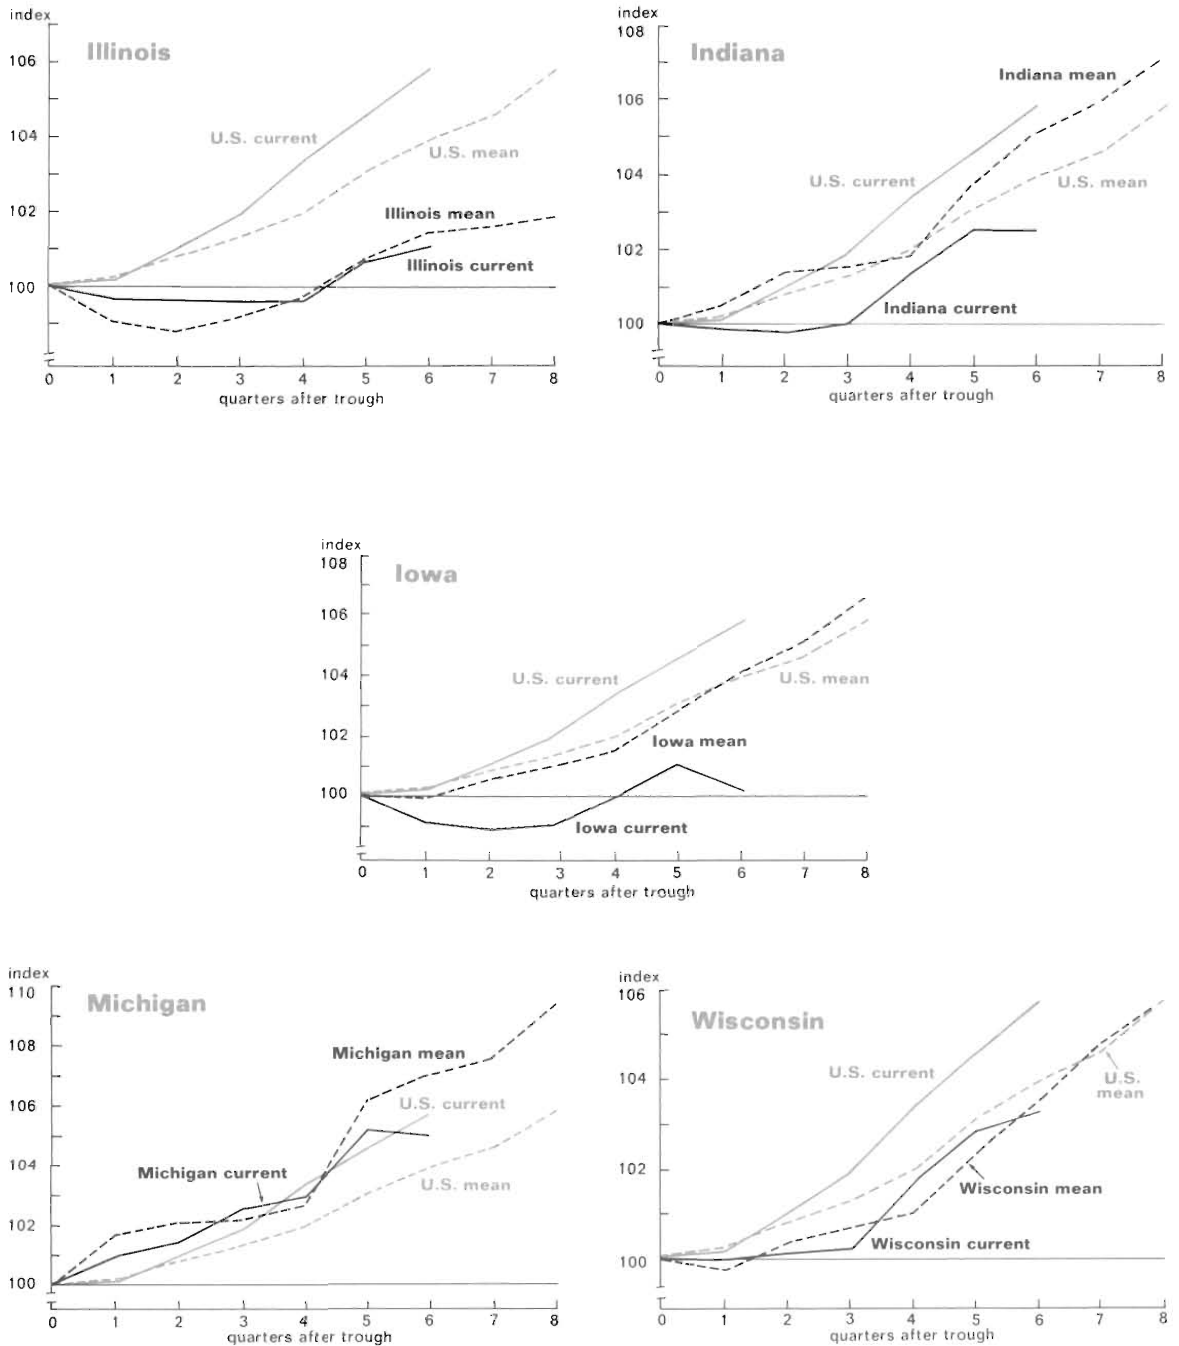 index
Illinois
106
104
102
100
U.S. current
U.S. mean
Illinois mean
Illinois current
0 1 2 3 4 5 6 7 8
quarters after trough
index
108
Indiana
106
104
102
100
Indiana mean
U.S. current
U.S. mean
Indiana current
0 1 2 3 4 5 6 7 8
quarters after trough
index
108
Iowa
106
104
102
100
U.S. current
U.S. mean
Iowa mean
Iowa current
0 1 2 3 4 5 6 7 8
quarters after trough
index
110
Michigan
108
106
104
102
100
Michigan mean
U.S. current
Michigan current
U.S. mean
0 1 2 3 4 5 6 7 8
quarters after trough
index
106
Wisconsin
104
102
100
U.S. current
U.S.
mean
Wisconsin mean
Wisconsin current
0 1 2 3 4 5 6 7 8
quarters after trough